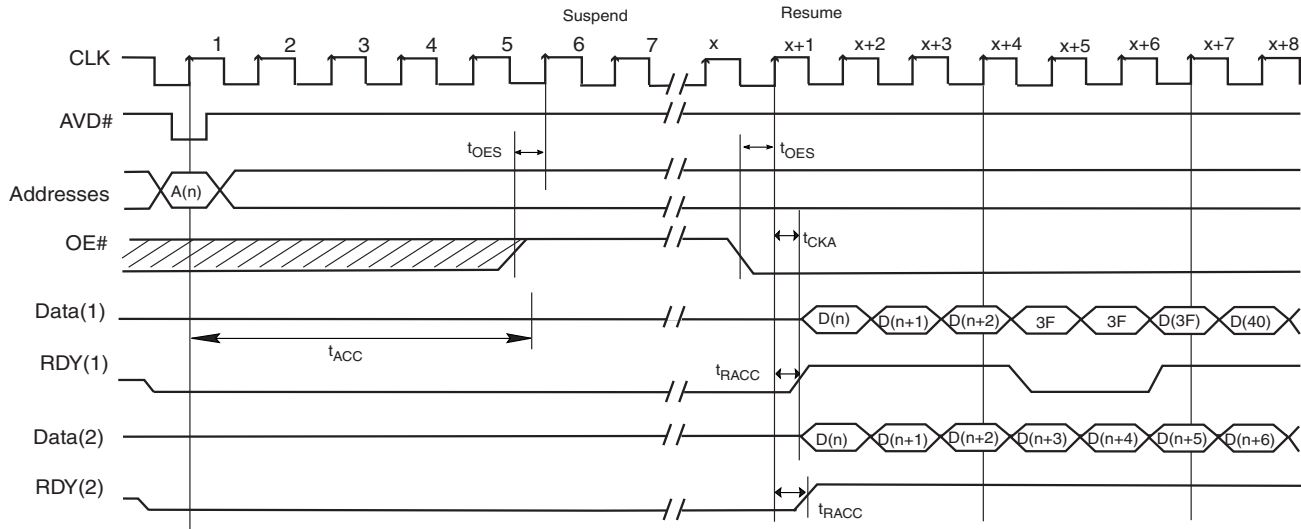 Suspend Resume
CLK 1 2 3 4 5 6 7 x x+1 x+2 x+3 x+4 x+5 x+6 x+7 x+8
AVD#
tOES tOES
Addresses A(n)
OE# tCKA
Data(1) D(n) D(n+1) D(n+2) 3F 3F D(3F) D(40)
tACC
RDY(1) tRACC
Data(2) D(n) D(n+1) D(n+2) D(n+3) D(n+4) D(n+5) D(n+6)
RDY(2)
tRACC